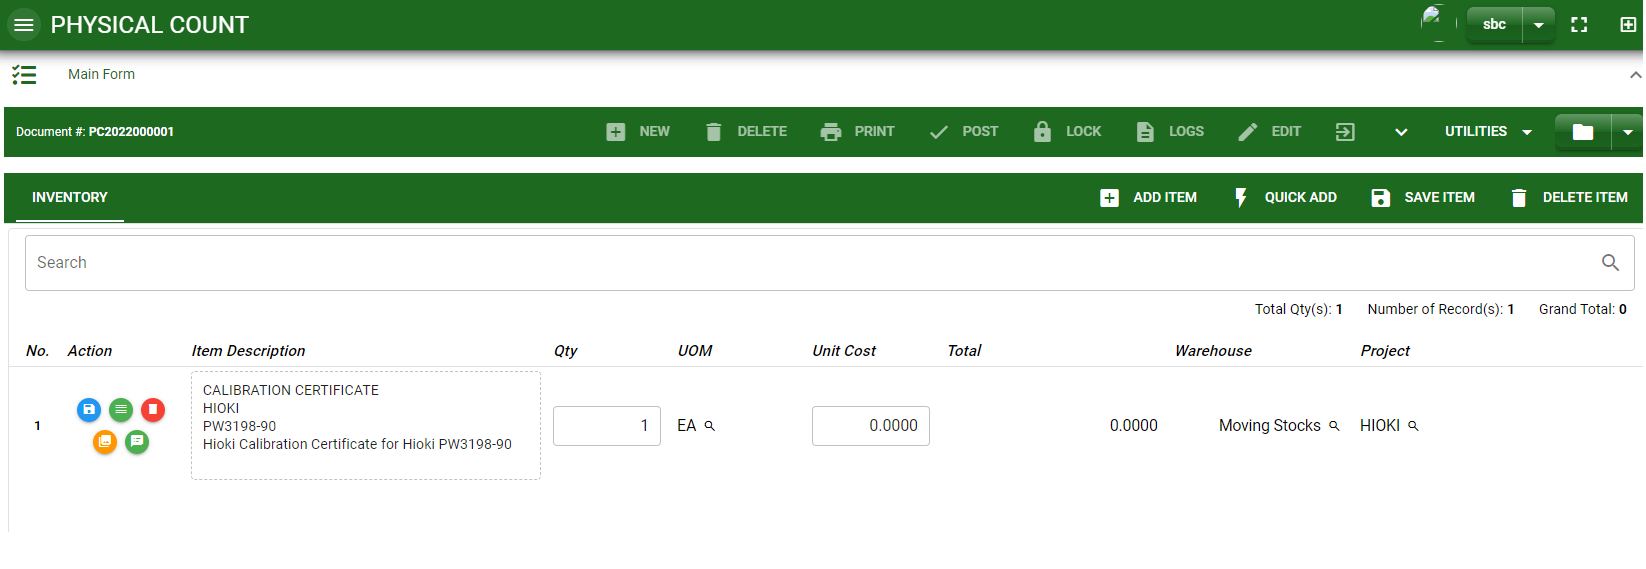 PHYSICAL COUNT
sbc
Main Form
Document #: PC2022000001
NEW
DELETE
PRINT
POST
LOCK
LOGS
EDIT
UTILITIES
INVENTORY
ADD ITEM
QUICK ADD
SAVE ITEM
DELETE ITEM
Search
Total Qty(s): 1 Number of Record(s): 1 Grand Total: 0
No. Action Item Description Qty UOM Unit Cost Total Warehouse Project
1
CALIBRATION CERTIFICATE
HIOKI
PW3198-90
Hioki Calibration Certificate for Hioki PW3198-90
1 EA 0.0000 0.0000 Moving Stocks HIOKI